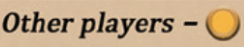 Other players –